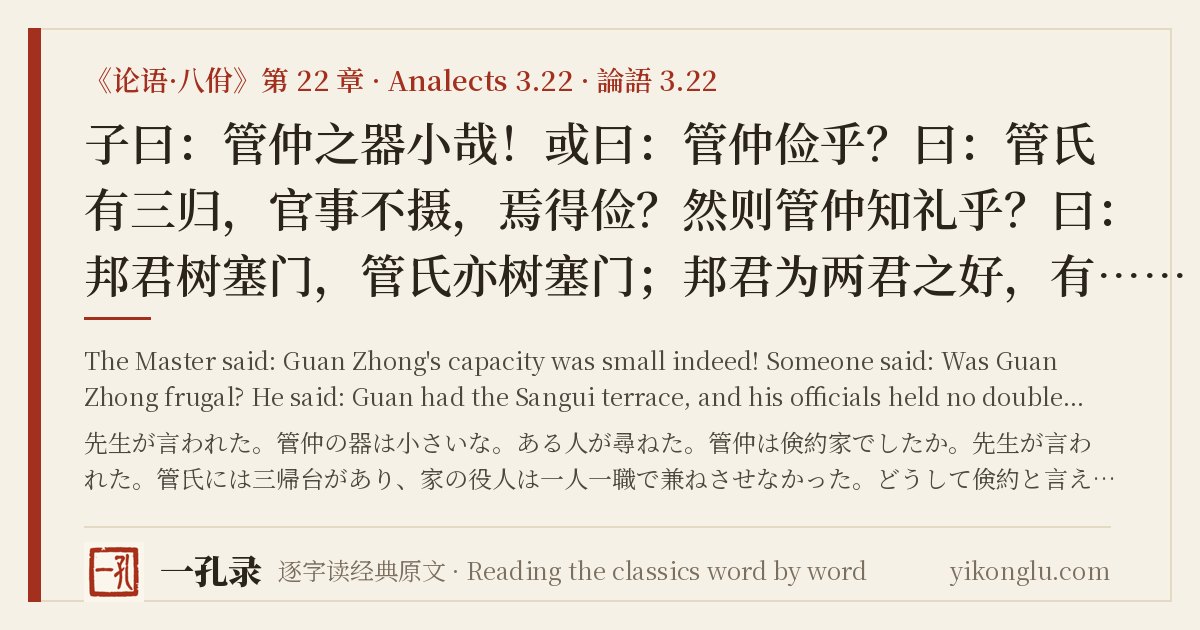 《论语·八佾》第 22 章 · Analects 3.22 · 論語 3.22
子曰：管仲之器小哉！或曰：管仲俭乎？曰：管氏
有三归，官事不摄，焉得俭？然则管仲知礼乎？曰：
邦君树塞门，管氏亦树塞门；邦君为两君之好，有……
The Master said: Guan Zhong's capacity was small indeed! Someone said: Was Guan
Zhong frugal? He said: Guan had the Sangui terrace, and his officials held no double...
先生が言われた。管仲の器は小さいな。ある人が尋ねた。管仲は倹約家でしたか。先生が言わ
れた。管氏には三帰台があり、家の役人は一人一職で兼ねさせなかった。どうして倹約と言え…
一孔
一孔录 逐字读经典原文 · Reading the classics word by word yikonglu.com